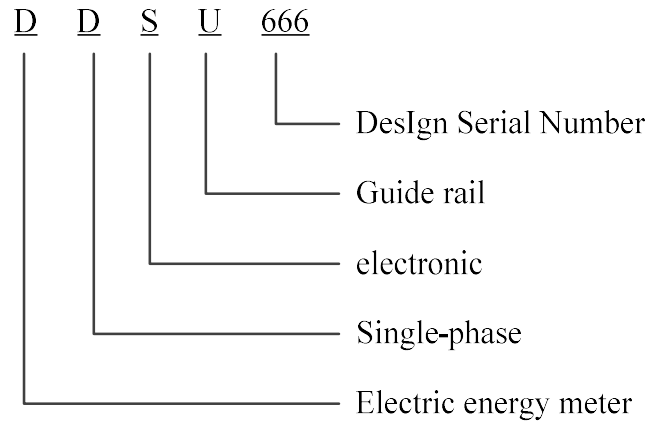 D D S U 666
DesIgn Serial Number
Guide rail
electronic
Single-phase
Electric energy meter